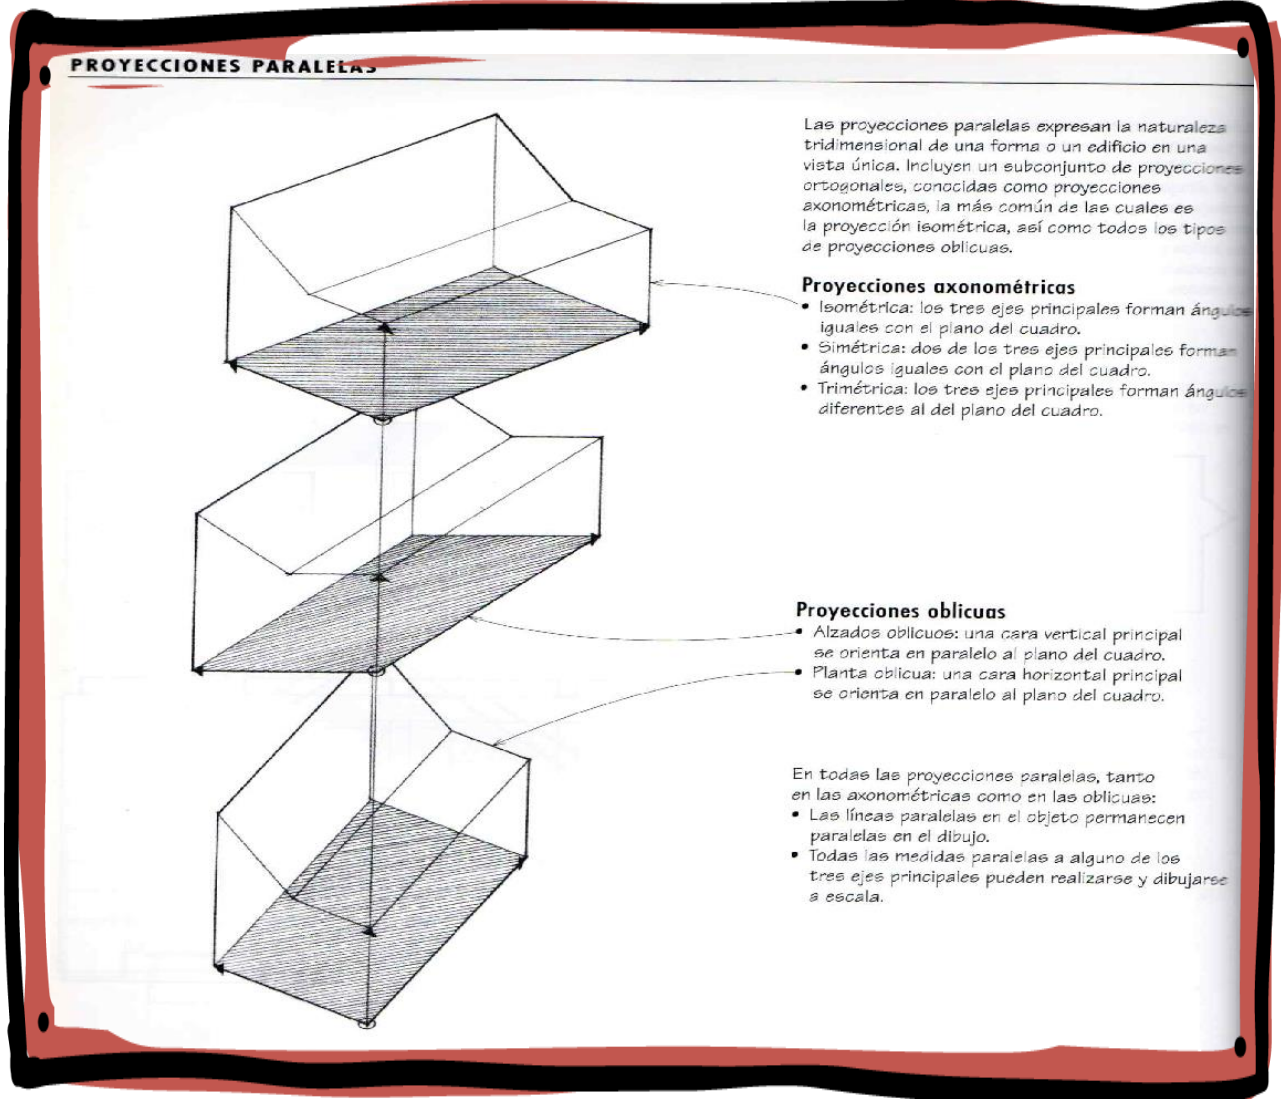 PROYECCIONES PARALELAS
Las proyecciones paralelas expresan la naturaleza
tridimensional de una forma o un edificio en una
vista única. Incluyen un subconjunto de proyecciones
ortogonales, conocidas como proyecciones
axonométricas, la más común de las cuales es
la proyección isométrica, así como todos los tipos
de proyecciones oblicuas.
Proyecciones axonométricas
• Isométrica: los tres ejes principales forman ángulos
iguales con el plano del cuadro.
• Simétrica: dos de los tres ejes principales forman
ángulos iguales con el plano del cuadro.
• Trimétrica: los tres ejes principales forman ángulos
diferentes al del plano del cuadro.
Proyecciones oblicuas
• Alzados oblicuos: una cara vertical principal
se orienta en paralelo al plano del cuadro.
• Planta oblicua: una cara horizontal principal
se orienta en paralelo al plano del cuadro.
En todas las proyecciones paralelas, tanto
en las axonométricas como en las oblicuas:
• Las líneas paralelas en el objeto permanecen
paralelas en el dibujo.
• Todas las medidas paralelas a alguno de los
tres ejes principales pueden realizarse y dibujarse
a escala.